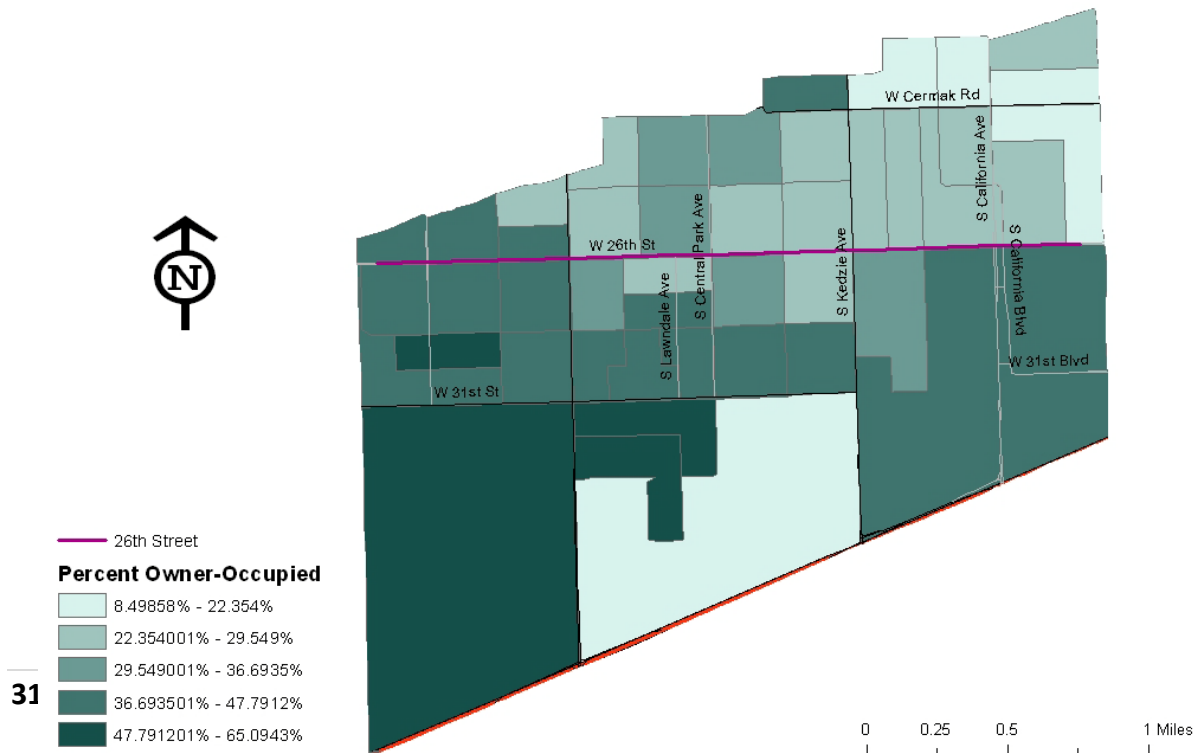 W Cermak Rd
S California Ave
S Central Park Ave
W 26th St
S Kedzie Ave
S California Blvd
S Lawndale Ave
W 31st Blvd
W 31st St
N
26th Street
Percent Owner-Occupied
8.49858% - 22.354%
22.354001% - 29.549%
29.549001% - 36.6935%
36.693501% - 47.7912%
47.791201% - 65.0943%
31
0 0.25 0.5 1 Miles